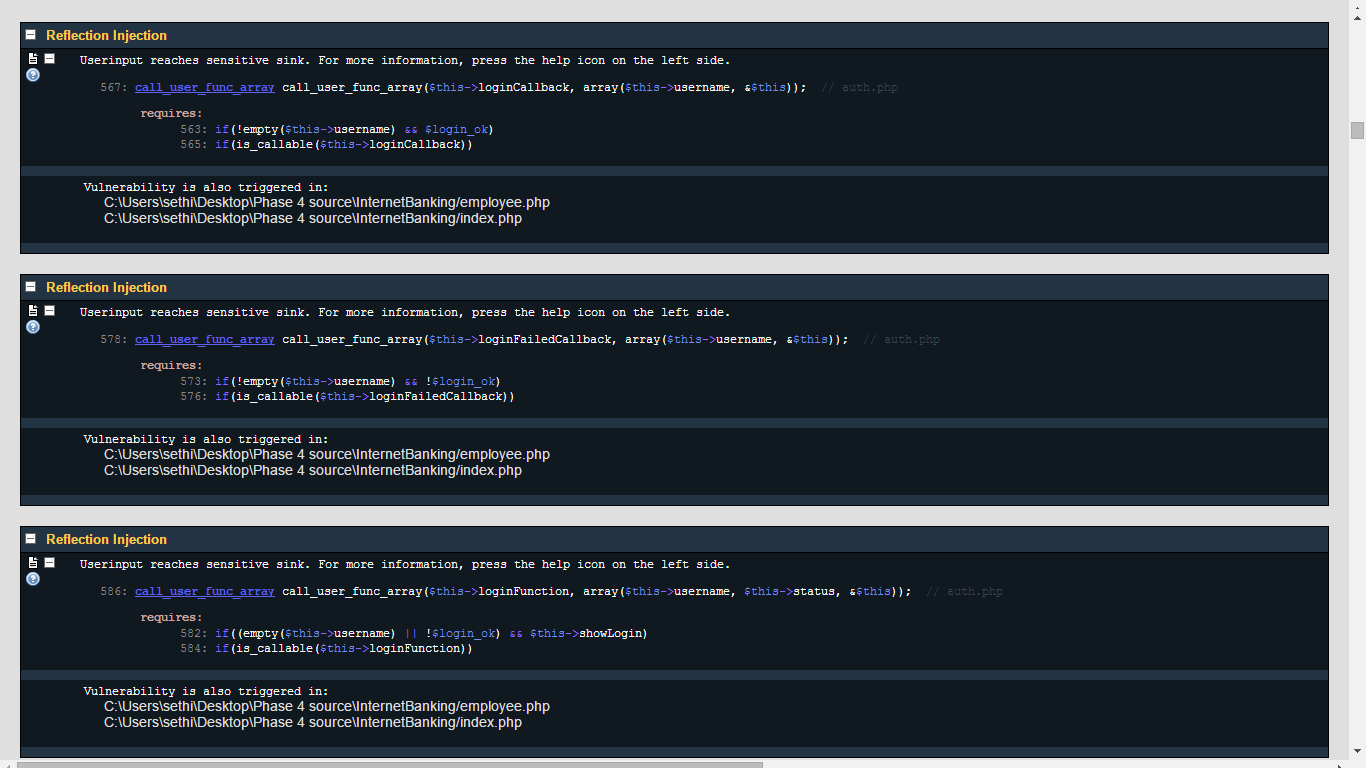 Reflection Injection
Userinput reaches sensitive sink. For more information, press the help icon on the left side.
567: call_user_func_array call_user_func_array($this->loginCallback, array($this->username, &$this)); // auth.php
requires:
563: if(!empty($this->username) && $login_ok)
565: if(is_callable($this->loginCallback))
Vulnerability is also triggered in:
C:\Users\sethi\Desktop\Phase 4 source\InternetBanking/employee.php
C:\Users\sethi\Desktop\Phase 4 source\InternetBanking/index.php
Reflection Injection
Userinput reaches sensitive sink. For more information, press the help icon on the left side.
578: call_user_func_array call_user_func_array($this->loginFailedCallback, array($this->username, &$this)); // auth.php
requires:
573: if(!empty($this->username) && !$login_ok)
576: if(is_callable($this->loginFailedCallback))
Vulnerability is also triggered in:
C:\Users\sethi\Desktop\Phase 4 source\InternetBanking/employee.php
C:\Users\sethi\Desktop\Phase 4 source\InternetBanking/index.php
Reflection Injection
Userinput reaches sensitive sink. For more information, press the help icon on the left side.
586: call_user_func_array call_user_func_array($this->loginFunction, array($this->username, $this->status, &$this)); // auth.php
requires:
582: if((empty($this->username) || !$login_ok) && $this->showLogin)
584: if(is_callable($this->loginFunction))
Vulnerability is also triggered in:
C:\Users\sethi\Desktop\Phase 4 source\InternetBanking/employee.php
C:\Users\sethi\Desktop\Phase 4 source\InternetBanking/index.php